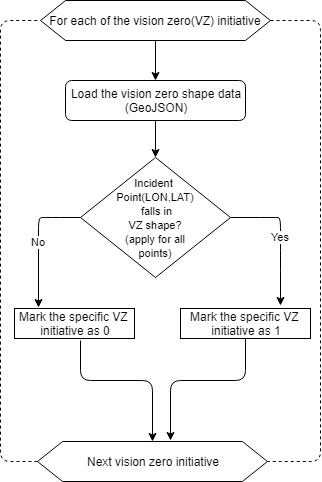 For each of the vision zero(VZ) initiative
Load the vision zero shape data
(GeoJSON)
Incident
Point(LON,LAT)
falls in
VZ shape?
(apply for all
points)
No
Yes
Mark the specific VZ
initiative as 0
Mark the specific VZ
initiative as 1
Next vision zero initiative